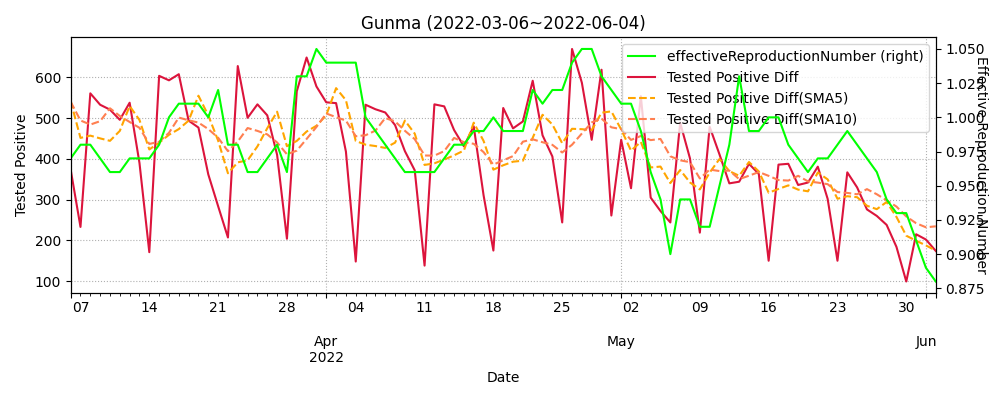 Gunma (2022-03-06~2022-06-04)
effectiveReproductionNumber (right)
Tested Positive Diff
Tested Positive Diff(SMA5)
Tested Positive Diff(SMA10)
Tested Positive
600
500
400
300
200
100
1.050
1.025
1.000
0.975
0.950
0.925
0.900
0.875
Effective Reproduction Number
07 14 21 28 04 11 18 25 02 09 16 23 30
Apr May Jun
2022
Date